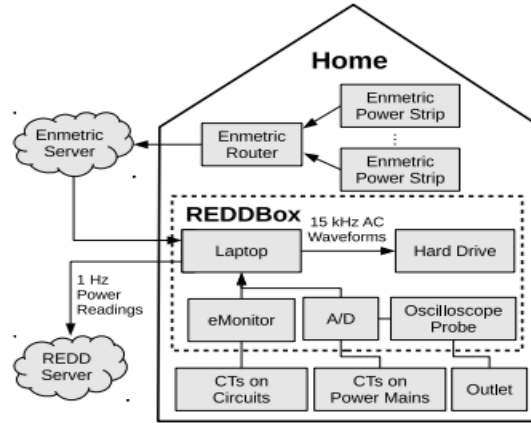 Home
Enmetric
Power Strip
Enmetric
Server
Enmetric
Router
Enmetric
Power Strip
REDDBox
15 kHz AC
Waveforms
Laptop
Hard Drive
1 Hz
Power
Readings
eMonitor
A/D
Oscilloscope
Probe
REDD
Server
CTs on
Circuits
CTs on
Power Mains
Outlet